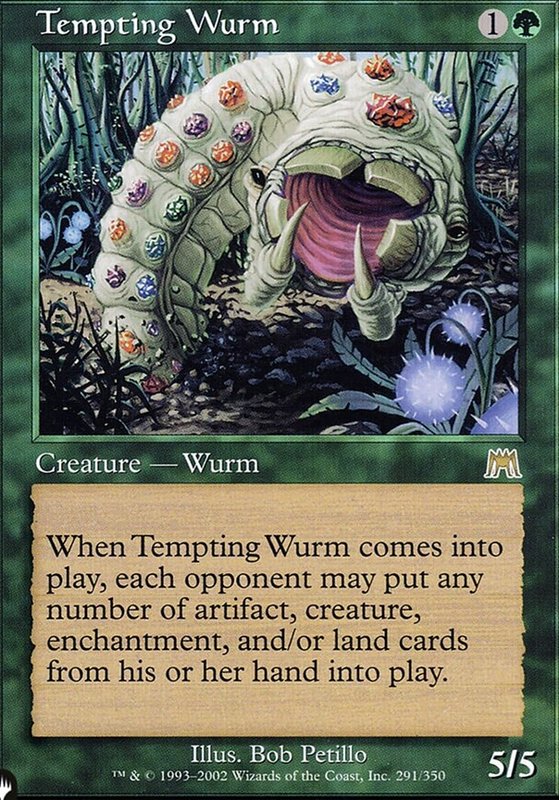 Tempting Wurm 1
Creature — Wurm
When Tempting Wurm comes into
play, each opponent may put any
number of artifact, creature,
enchantment, and/or land cards
from his or her hand into play.
Illus. Bob Petillo
5/5
™ & © 1993–2002 Wizards of the Coast, Inc. 291/350